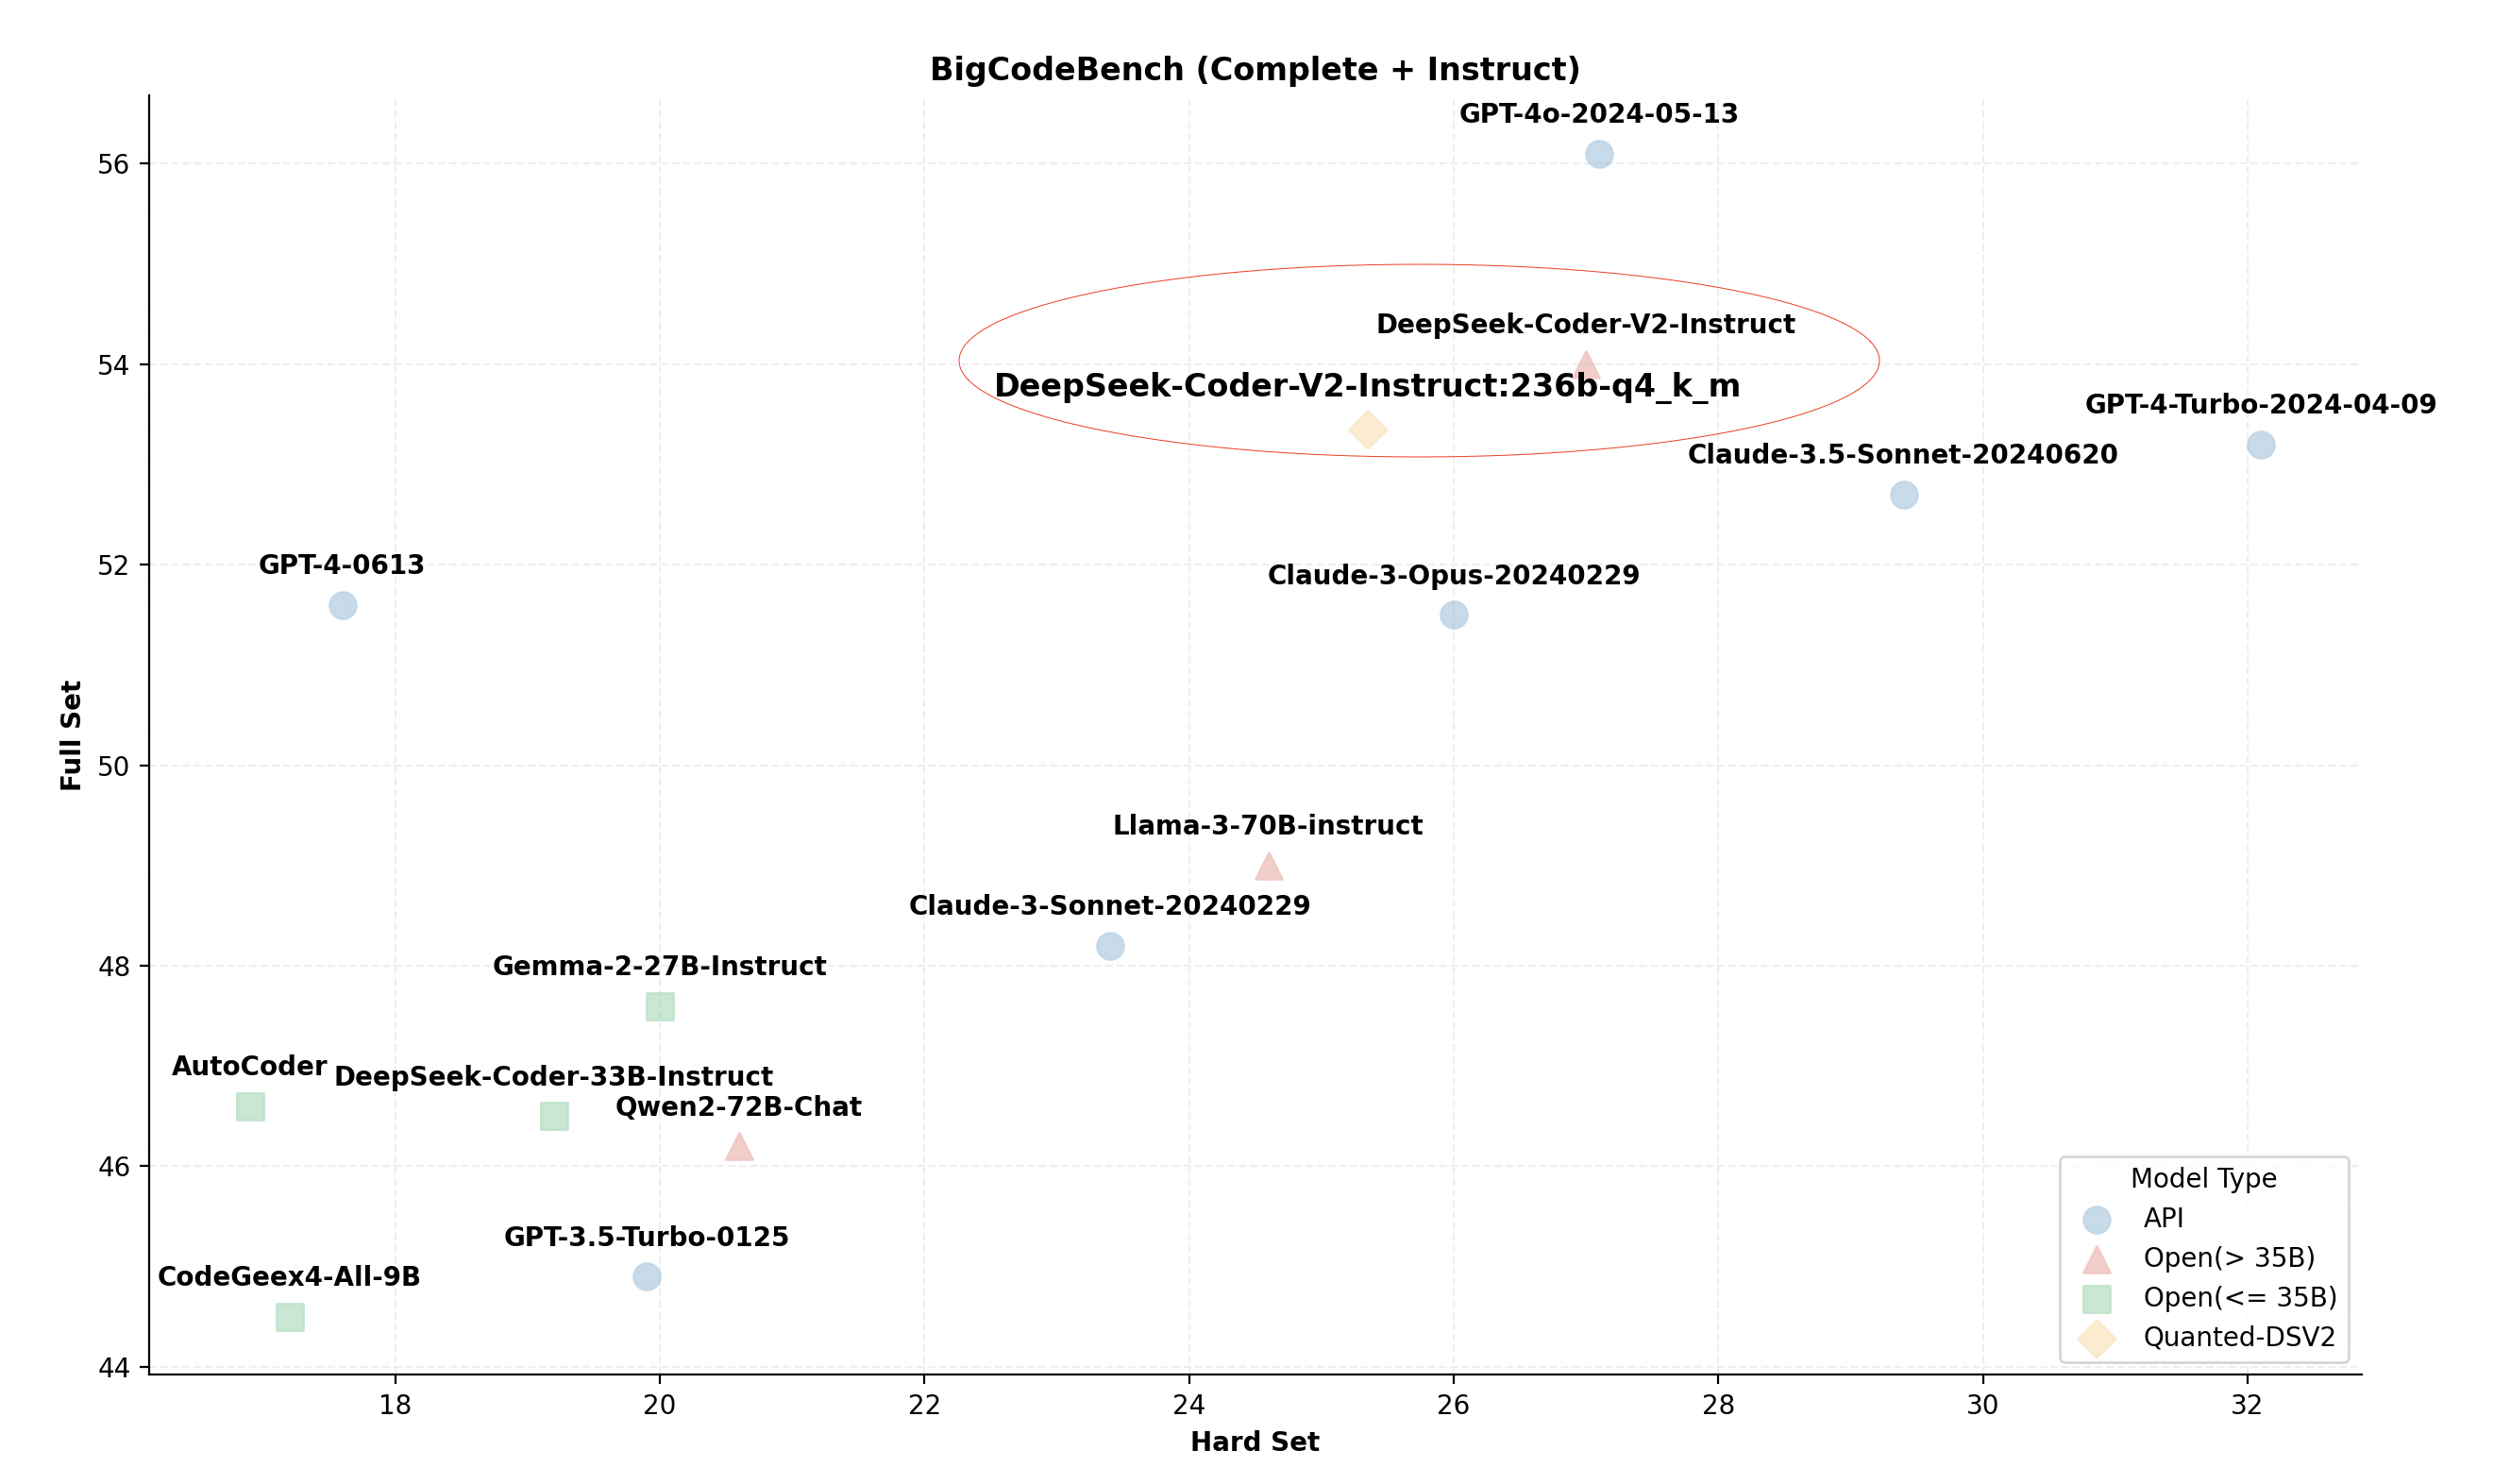 BigCodeBench (Complete + Instruct)
GPT-4o-2024-05-13
56
DeepSeek-Coder-V2-Instruct
54
DeepSeek-Coder-V2-Instruct:236b-q4_k_m
GPT-4-Turbo-2024-04-09
Claude-3.5-Sonnet-20240620
GPT-4-0613
52
Claude-3-Opus-20240229
Full Set
50
Llama-3-70B-instruct
Claude-3-Sonnet-20240229
48
Gemma-2-27B-Instruct
AutoCoder
DeepSeek-Coder-33B-Instruct
Qwen2-72B-Chat
46
GPT-3.5-Turbo-0125
CodeGeex4-All-9B
44
Model Type
API
Open(> 35B)
Open(<= 35B)
Quanted-DSV2
18 20 22 24 26 28 30 32
Hard Set